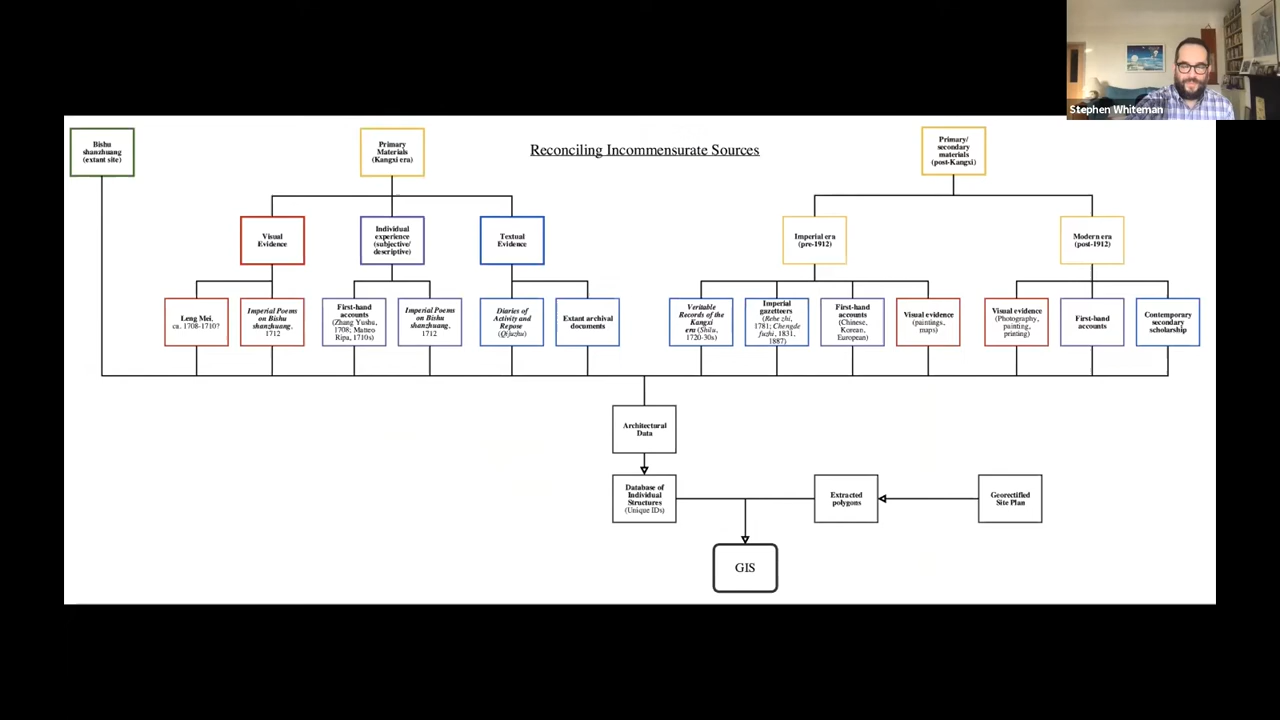 Stephen Whiteman
Reconciling Incommensurate Sources
Bishu
shanzhuang
(extant site)
Primary
Materials
(Kangxi era)
Primary/
secondary
materials
(post-Kangxi)
Visual
Evidence
Individual
experience
(subjective/
descriptive)
Textual
Evidence
Imperial era
(pre-1912)
Modern era
(post-1912)
Leng Mei,
ca. 1708-1710?
Imperial Poems
on Bishu
shanzhuang,
1712
First-hand
accounts
(Zhang Yushu,
1708; Matteo
Ripa, 1710s)
Imperial Poems
on Bishu
shanzhuang,
1712
Diaries of
Activity and
Repose
(Qijuzhu)
Extant archival
documents
Veritable
Records of the
Kangxi
era (Shilu,
1720-30s)
Imperial
gazetteers
(Rehe zhi,
1781; Chengde
fuzhi, 1831,
1887)
First-hand
accounts
(Chinese,
Korean,
European)
Visual evidence
(paintings,
maps)
Visual evidence
(Photography,
painting,
printing)
First-hand
accounts
Contemporary
secondary
scholarship
Architectural
Data
Database of
Individual
Structures
(Unique IDs)
Extracted
polygons
Georectified
Site Plan
GIS